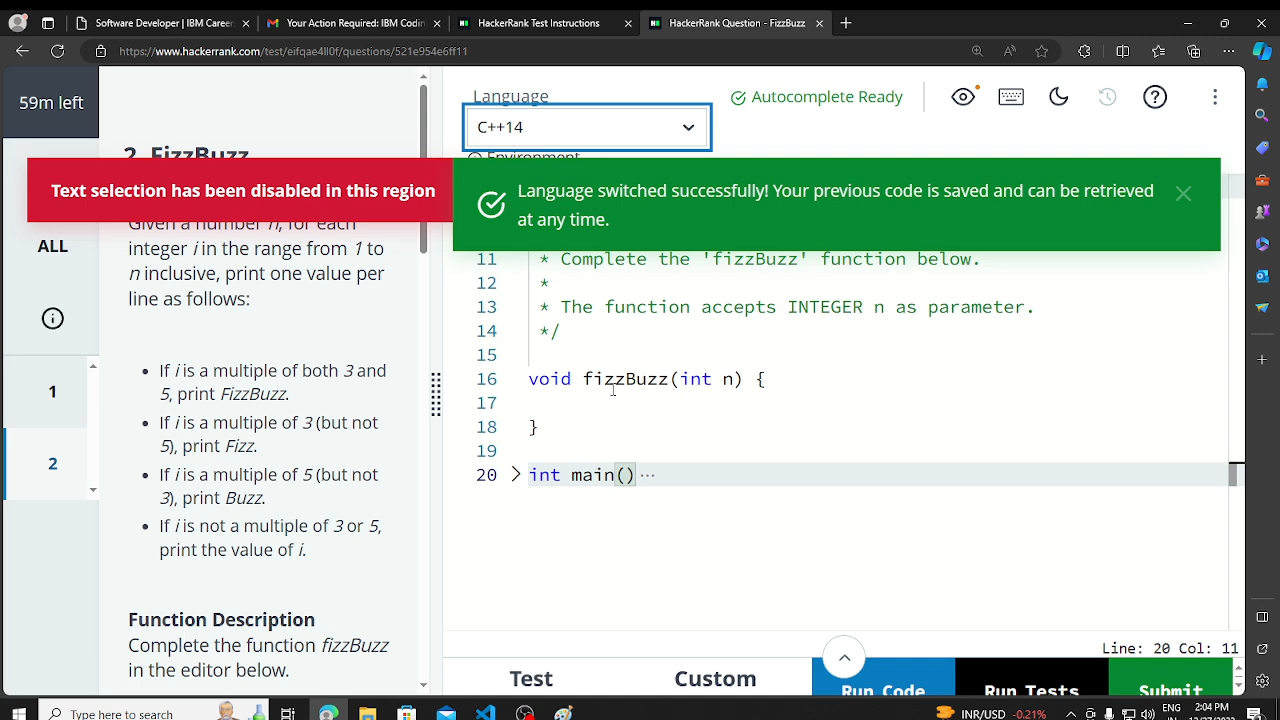 Software Developer | IBM Career
Your Action Required: IBM Codin
HackerRank Test Instructions
HackerRank Question - FizzBuzz
https://www.hackerrank.com/test/eifqae4ll0f/questions/521e954e6ff11
59m left
ALL
1
2
2. FizzBuzz
Text selection has been disabled in this region
Given a number n, for each
integer i in the range from 1 to
n inclusive, print one value per
line as follows:
• If i is a multiple of both 3 and
5, print FizzBuzz.
• If i is a multiple of 3 (but not
5), print Fizz.
• If i is a multiple of 5 (but not
3), print Buzz.
• If i is not a multiple of 3 or 5,
print the value of i.
Function Description
Complete the function fizzBuzz
in the editor below.
Language
C++14
Autocomplete Ready
Environment
Language switched successfully! Your previous code is saved and can be retrieved
at any time.
11 * Complete the 'fizzBuzz' function below.
12 *
13 * The function accepts INTEGER n as parameter.
14 */
15
16 void fizzBuzz(int n) {
17
18 }
19
20 int main() ...
Line: 20 Col: 11
Test
Custom
Run Code
Run Tests
Submit
Type here to search
INR/USD -0.21%
ENG
IN
2:04 PM
12/27/2023